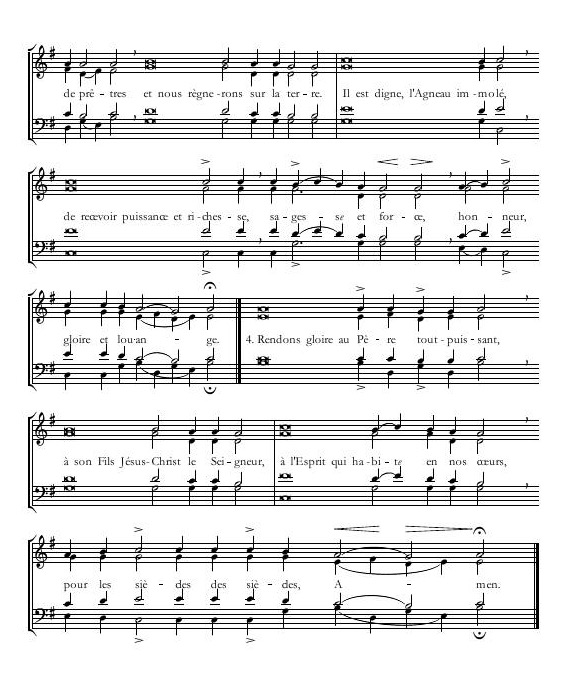 de prê - tres et nous règne - rons sur la ter - re. Il est digne, l'Agneau im - molé,
de recevoir puissance et ri - ches - se, sa - ges - se et for - ce, hon - neur,
gloire et lou-an - ge. 4. Rendons gloire au Pè - re tout - puis - sant,
à son Fils Jésus-Christ le Sei - gneur, à l'Esprit qui ha - bi - te en nos cœurs,
pour les siè - des des siè - des, A - men.